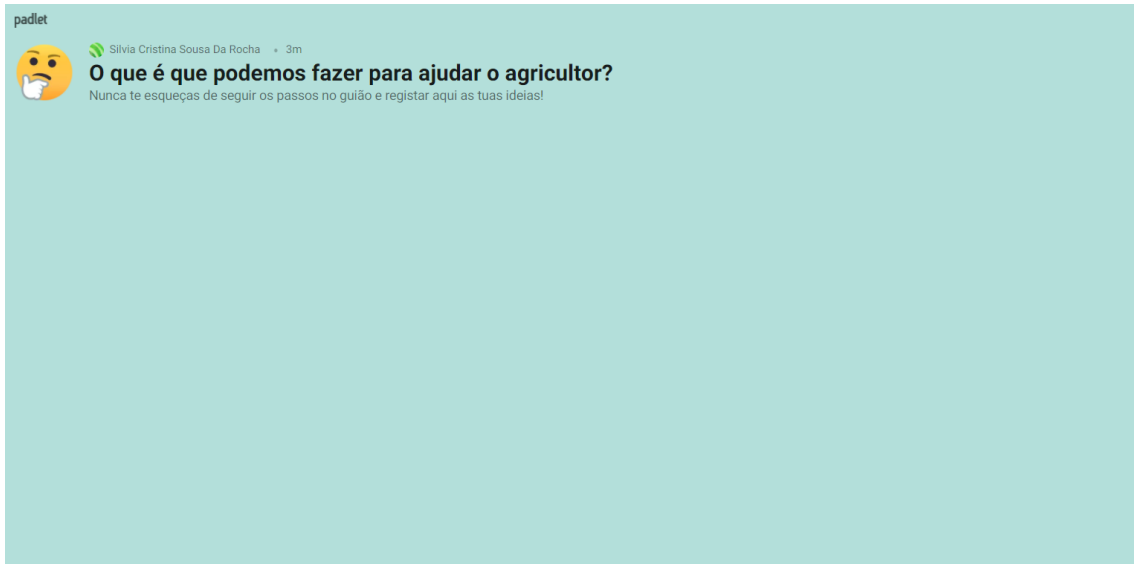 padlet
Silvia Cristina Sousa Da Rocha • 3m
O que é que podemos fazer para ajudar o agricultor?
Nunca te esqueças de seguir os passos no guião e registar aqui as tuas ideias!